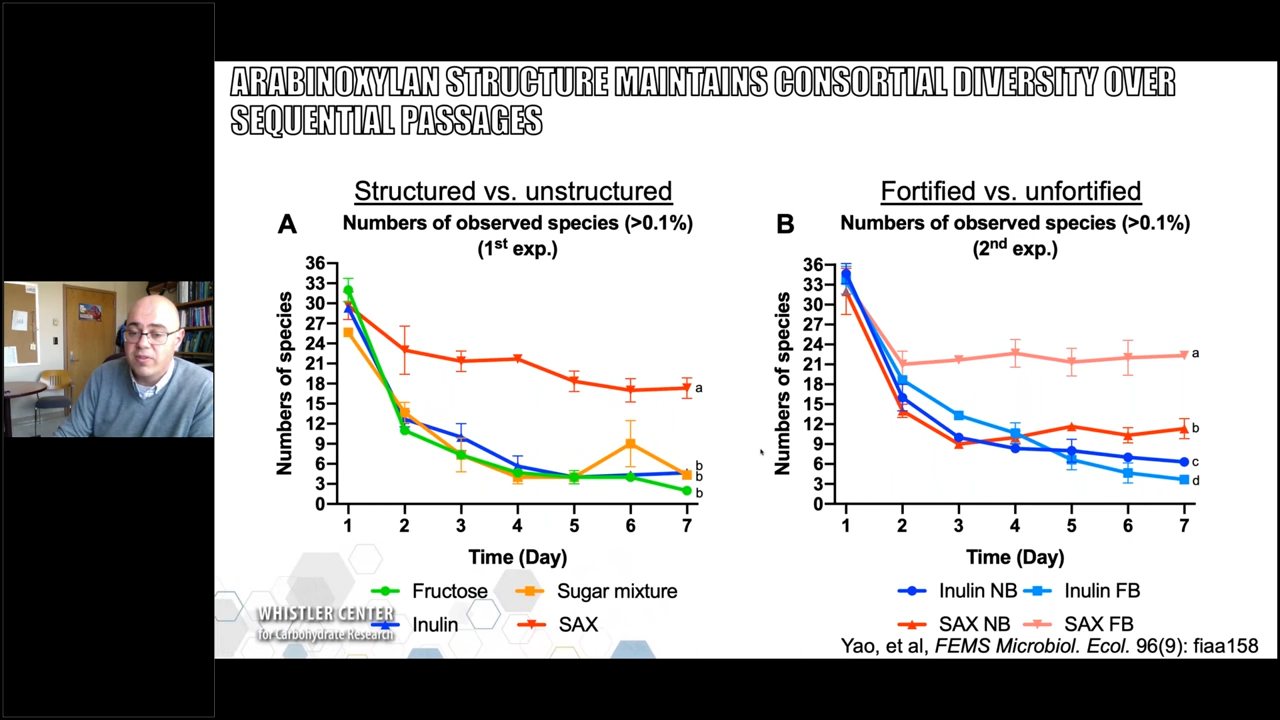 ARABINOXYLAN STRUCTURE MAINTAINS CONSORTIAL DIVERSITY OVER
SEQUENTIAL PASSAGES
Structured vs. unstructured
A
Numbers of observed species (>0.1%)
(1st exp.)
Numbers of species
36
33
30
27
24
21
18
15
12
9
6
3
0
a
b
b
b
1 2 3 4 5 6 7
Time (Day)
Fructose
Sugar mixture
Inulin
SAX
Fortified vs. unfortified
B
Numbers of observed species (>0.1%)
(2nd exp.)
Numbers of species
36
33
30
27
24
21
18
15
12
9
6
3
0
a
b
c
d
1 2 3 4 5 6 7
Time (Day)
Inulin NB
Inulin FB
SAX NB
SAX FB
WHISTLER CENTER
for Carbohydrate Research
Yao, et al, FEMS Microbiol. Ecol. 96(9): fiaa158